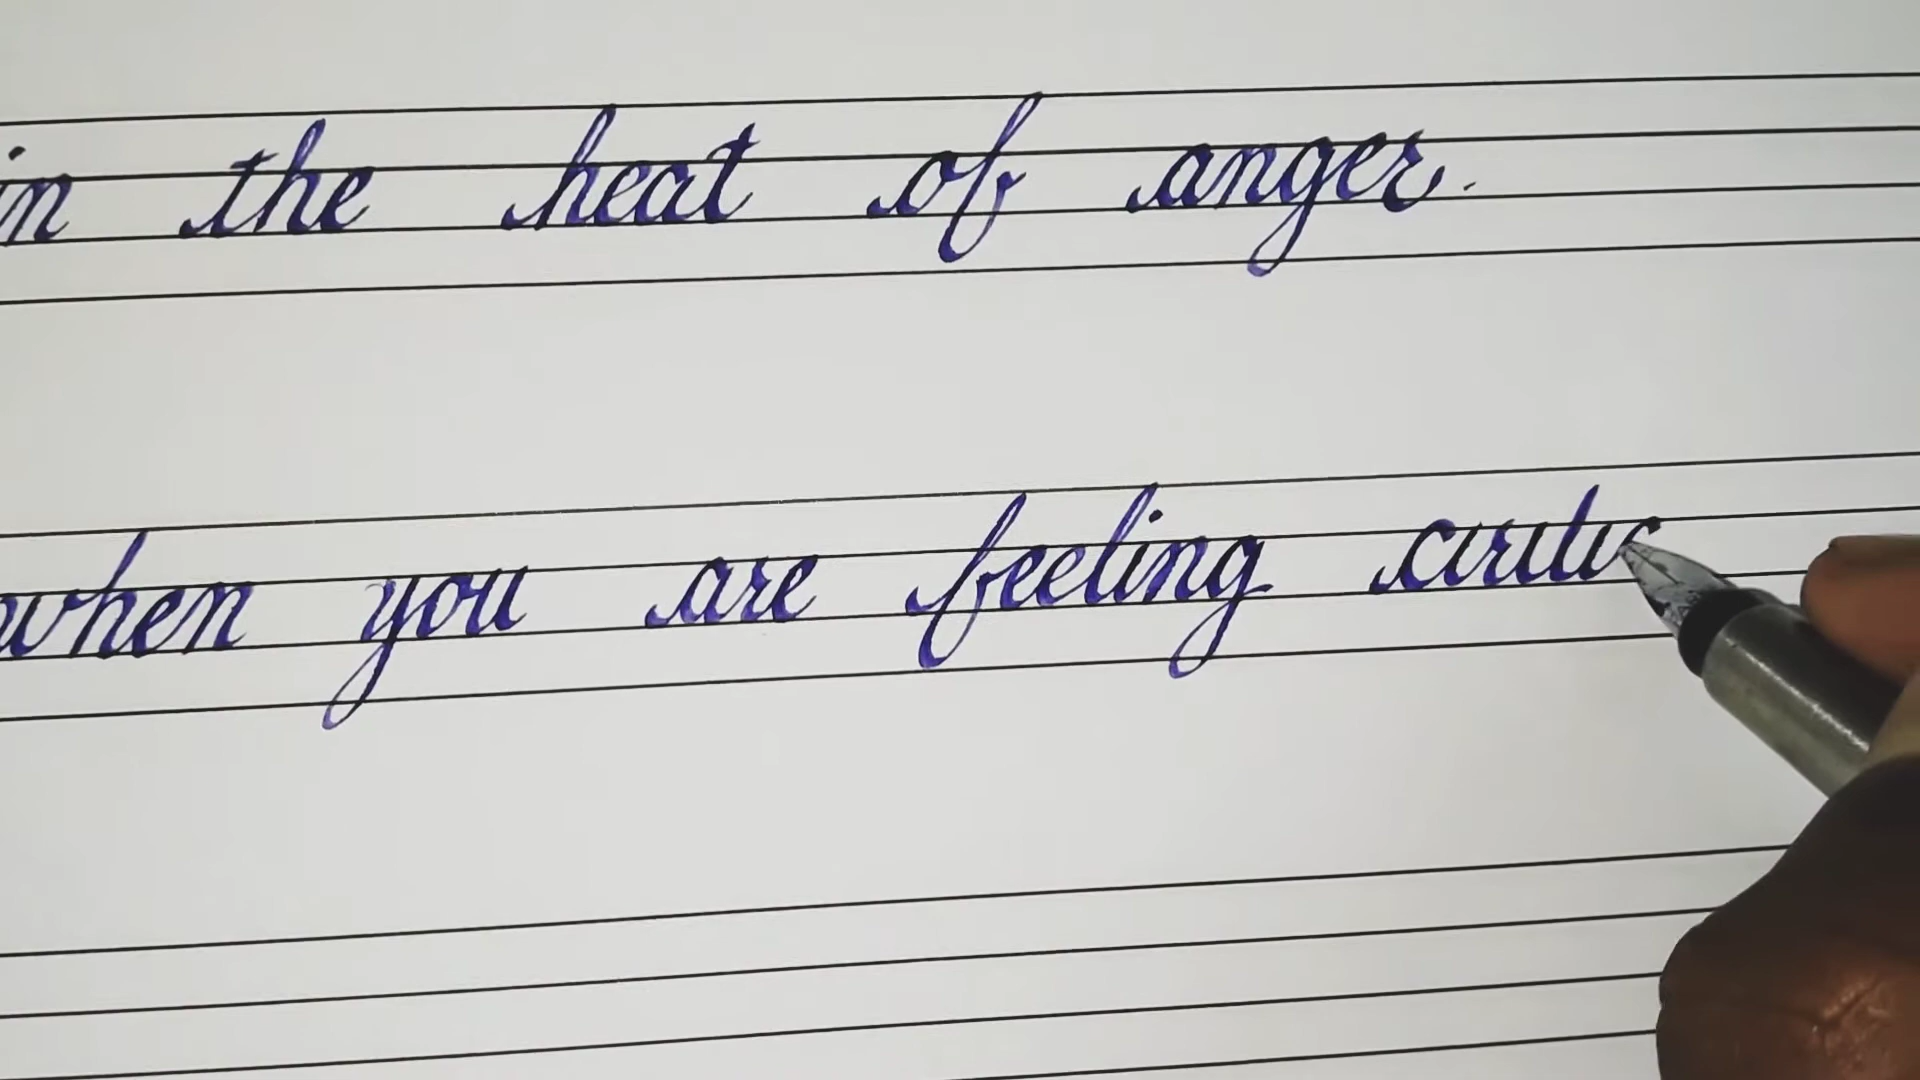 in the heat of anger.
when you are feeling